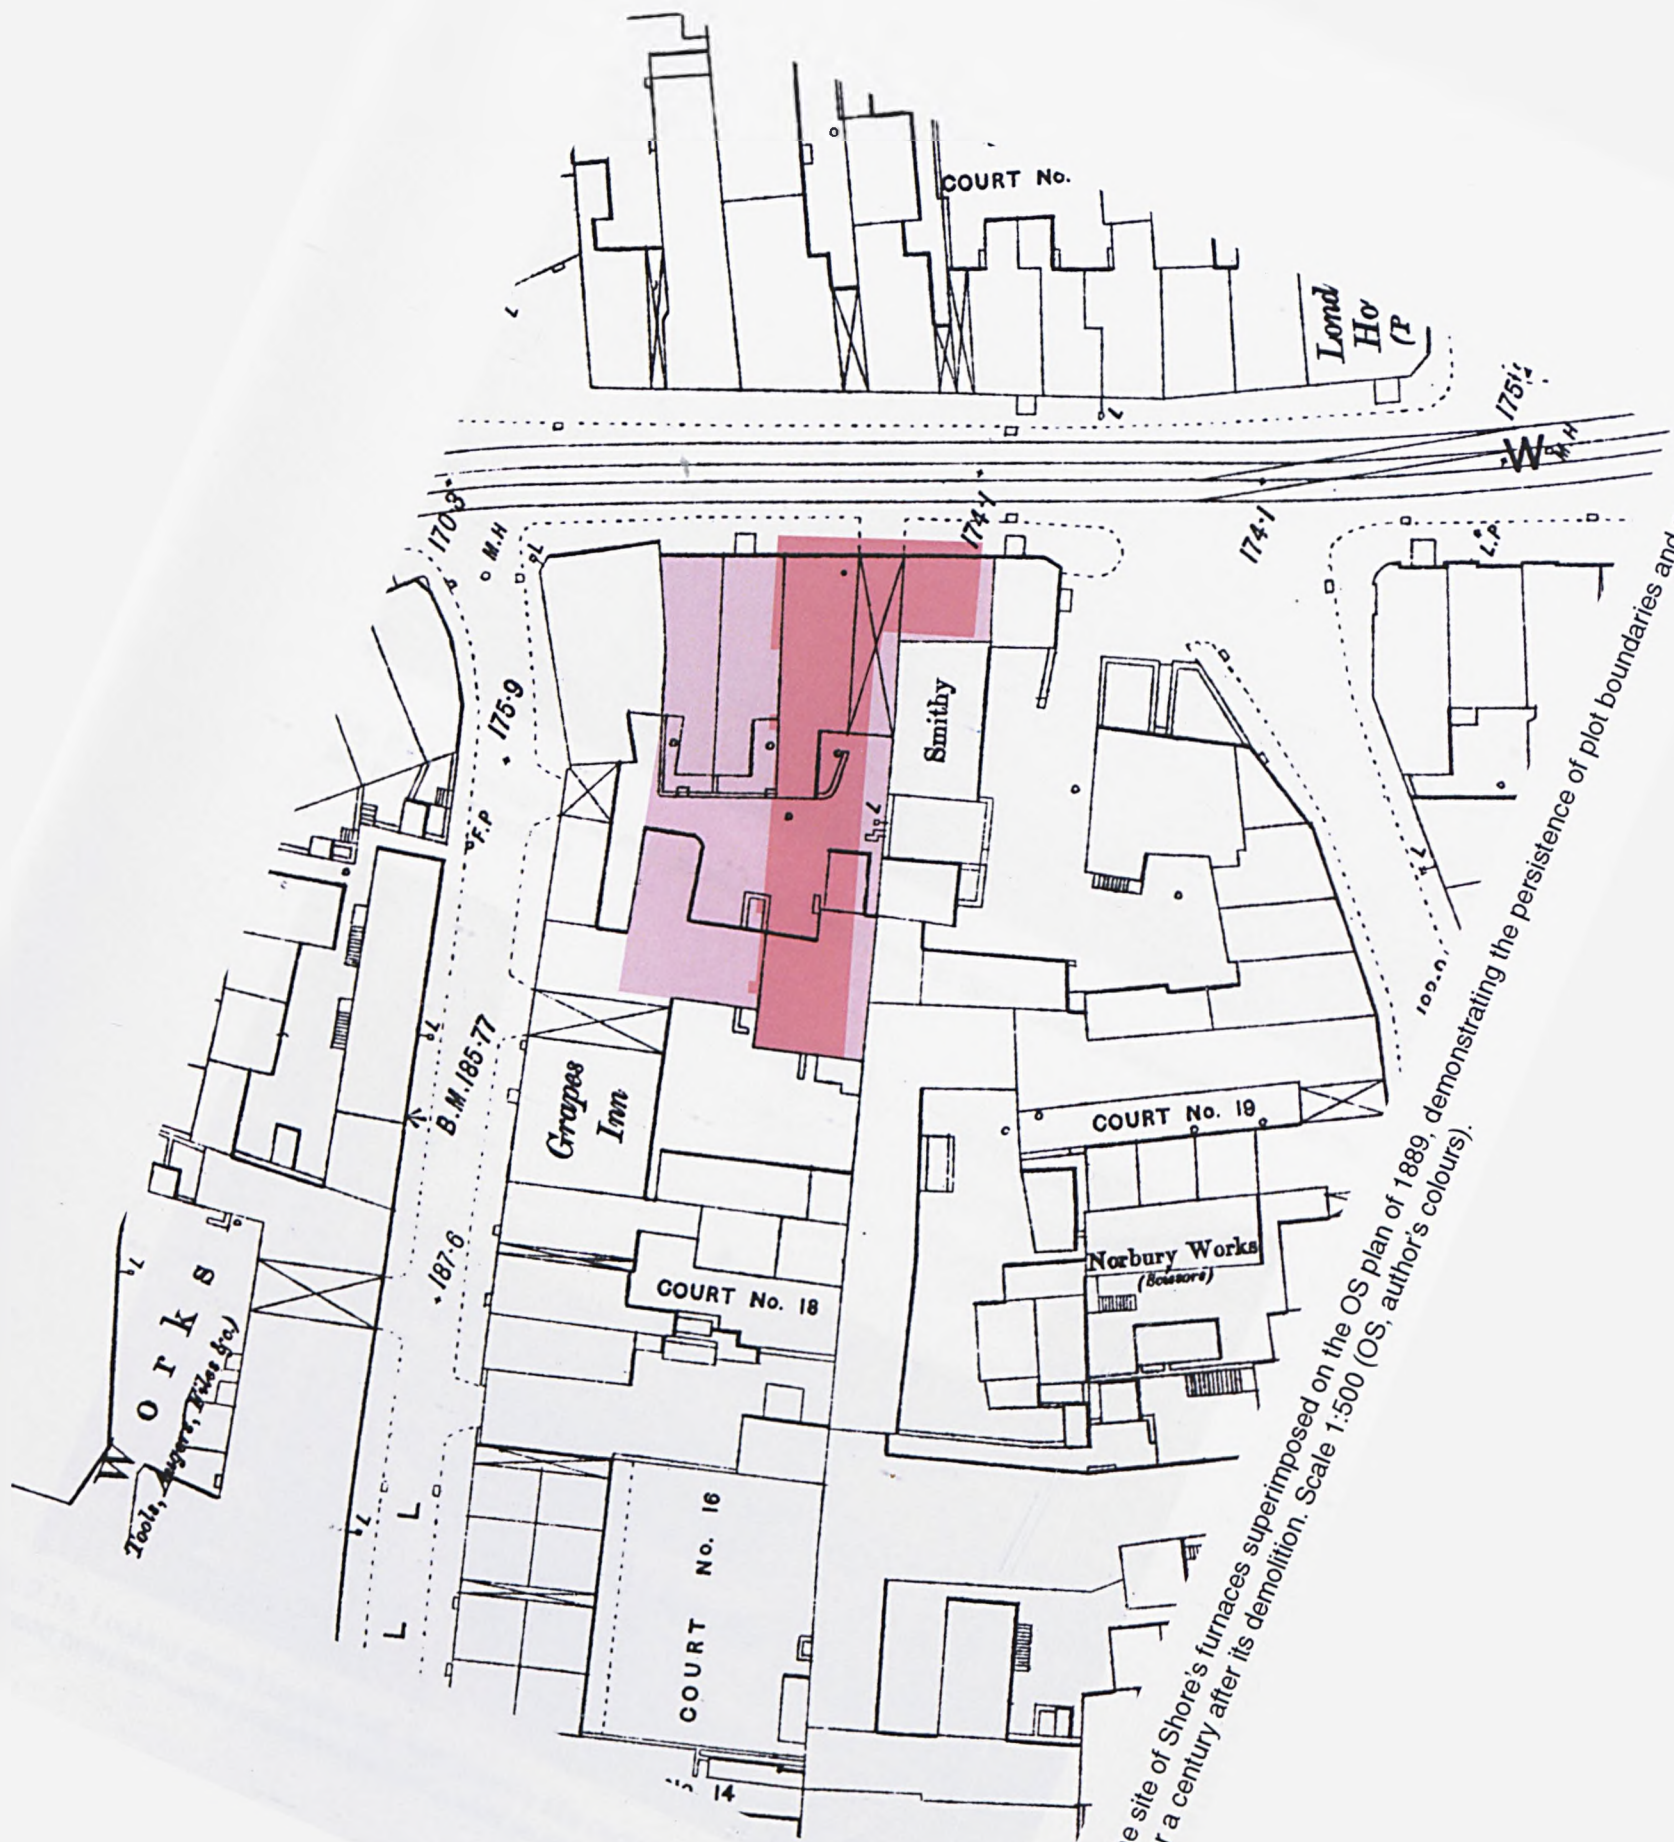 COURT No.
Lond
Ho
(P
175·
W
M.H
170·3
M.H
174·1
174·1
L.P
L
175·9
Smithy
F.P
L
B.M.185·77
Grapes
Inn
COURT No. 19
187·6
COURT No. 18
Norbury Works
(Scissors)
Works
Tools, Augers, Files &c.)
L
L
COURT No. 16
14
e site of Shore's furnaces superimposed on the OS plan of 1889, demonstrating the persistence of plot boundaries and
r a century after its demolition. Scale 1:500 (OS, author's colours).